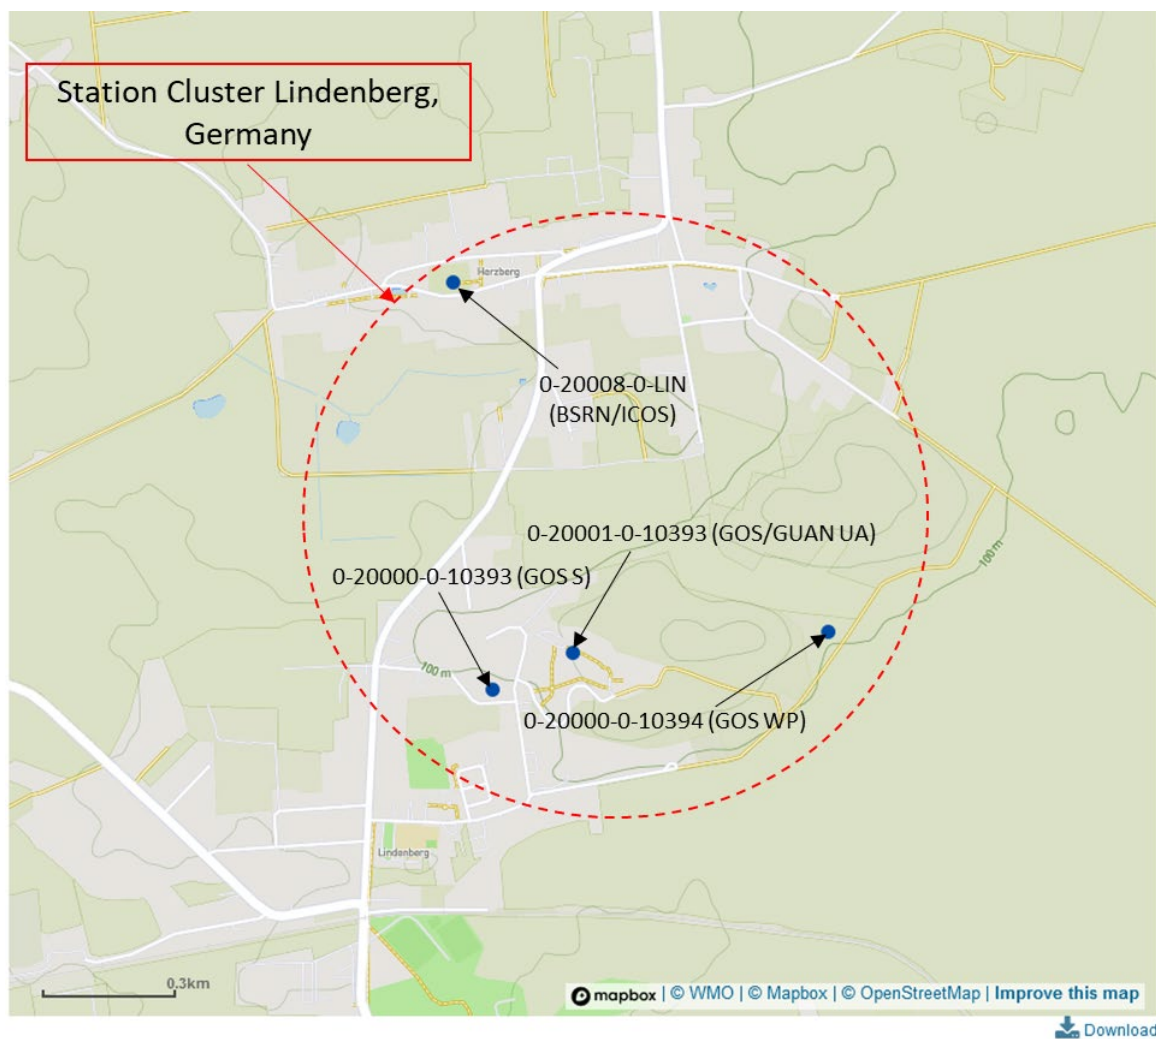 Station Cluster Lindenberg,
Germany
Herzberg
0-20008-0-LIN
(BSRN/ICOS)
0-20001-0-10393 (GOS/GUAN UA)
0-20000-0-10393 (GOS S)
100 m
100 m
0-20000-0-10394 (GOS WP)
Lindenberg
0.3km
mapbox | © WMO | © Mapbox | © OpenStreetMap | Improve this map
Download